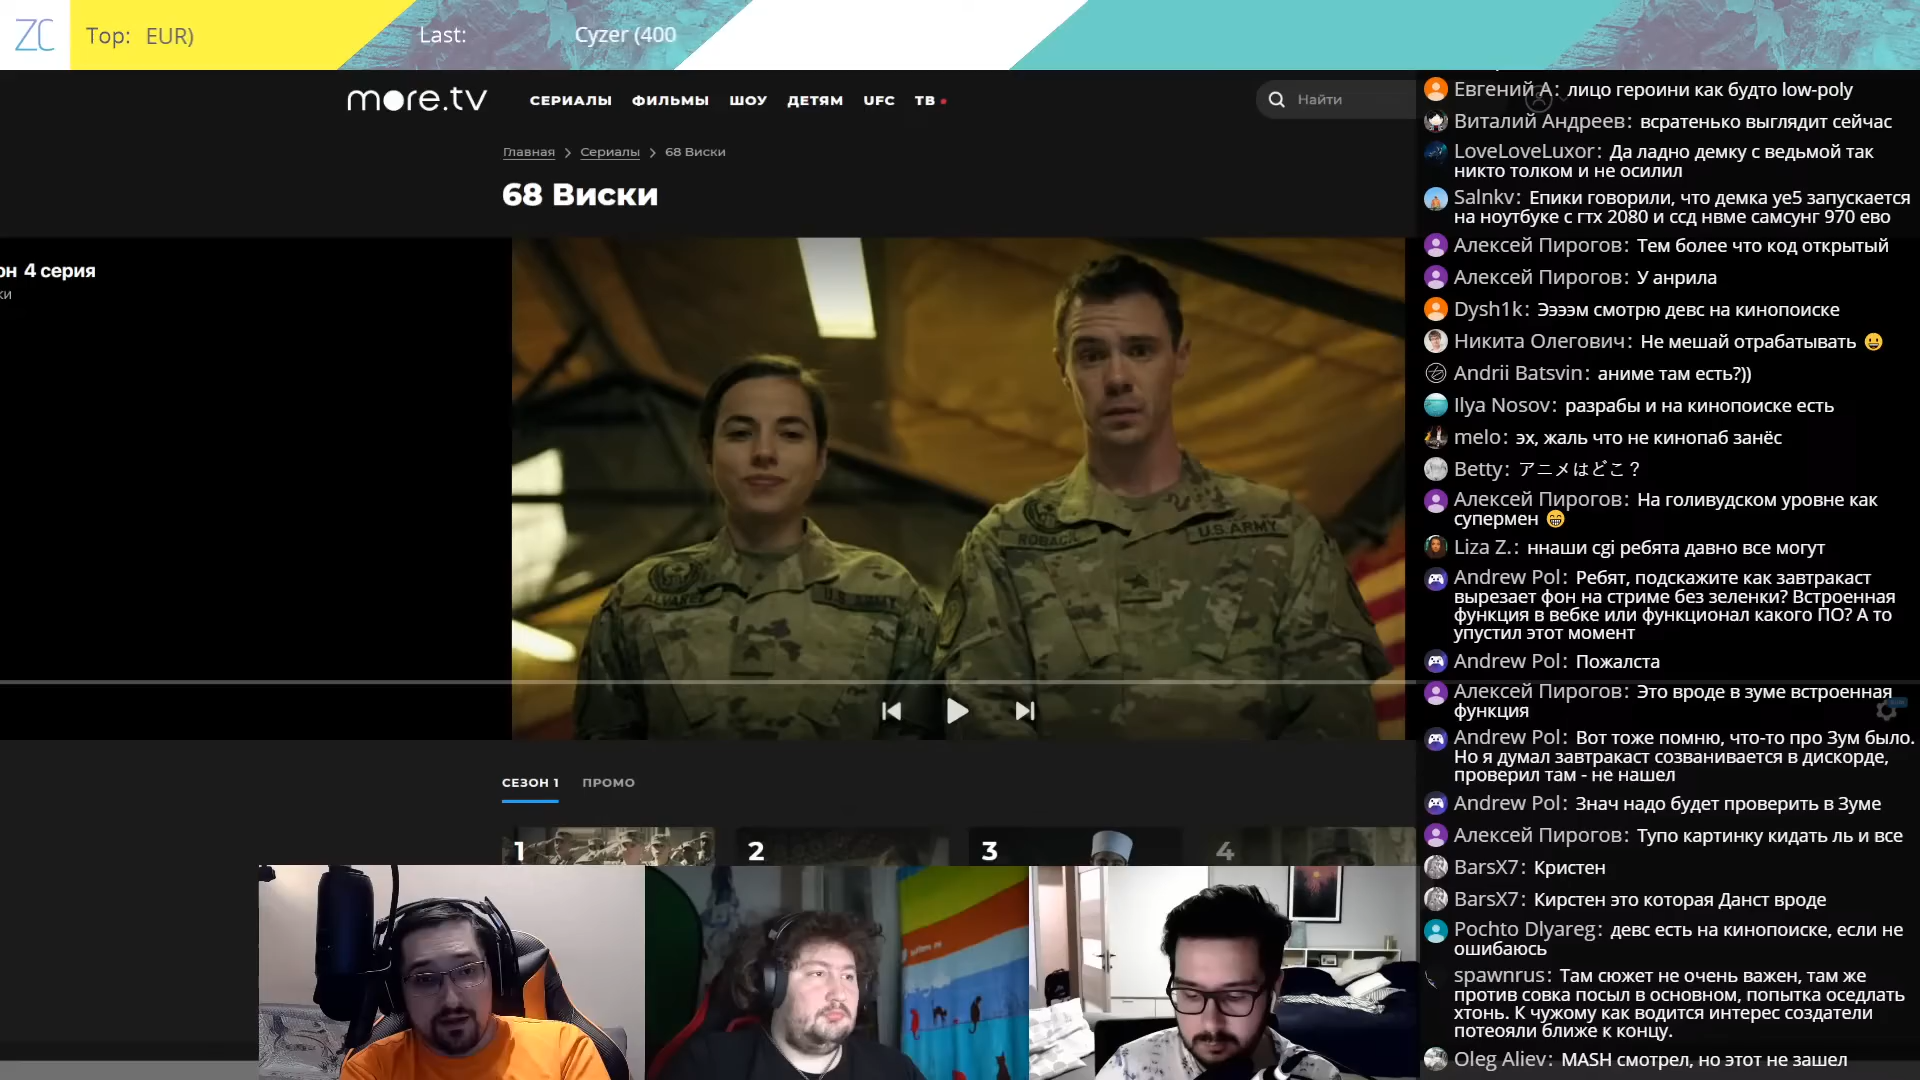 ZC
Top: EUR)
Last: Cyzer (400
more.tv
СЕРИАЛЫ ФИЛЬМЫ ШОУ ДЕТЯМ UFC ТВ
Найти
Главная > Сериалы > 68 Виски
68 Виски
он 4 серия
ки
ALVAREZ U.S. ARMY
ROBACK U.S. ARMY
СЕЗОН 1 ПРОМО
1 2 3 4
Евгений А: лицо героини как будто low-poly
Виталий Андреев: всратенько выглядит сейчас
LoveLoveLuxor: Да ладно демку с ведьмой так
никто толком и не осилил
Salnkv: Епики говорили, что демка уе5 запускается
на ноутбуке с гтх 2080 и ссд нвме самсунг 970 ево
Алексей Пирогов: Тем более что код открытый
Алексей Пирогов: У анрила
Dysh1k: Ээээм смотрю девс на кинопоиске
Никита Олегович: Не мешай отрабатывать 😀
Andrii Batsvin: аниме там есть?))
Ilya Nosov: разрабы и на кинопоиске есть
melo: эх, жаль что не кинопаб занёс
Betty: アニメはどこ？
Алексей Пирогов: На голивудском уровне как
супермен 😁
Liza Z.: ннаши cgi ребята давно все могут
Andrew Pol: Ребят, подскажите как завтракаст
вырезает фон на стриме без зеленки? Встроенная
функция в вебке или функционал какого ПО? А то
упустил этот момент
Andrew Pol: Пожалста
Алексей Пирогов: Это вроде в зуме встроенная
функция
Andrew Pol: Вот тоже помню, что-то про Зум было.
Но я думал завтракаст созванивается в дискорде,
проверил там - не нашел
Andrew Pol: Знач надо будет проверить в Зуме
Алексей Пирогов: Тупо картинку кидать ль и все
BarsX7: Кристен
BarsX7: Кирстен это которая Данст вроде
Pochto Dlyareg: девс есть на кинопоиске, если не
ошибаюсь
spawnrus: Там сюжет не очень важен, там же
против совка посыл в основном, попытка оседлать
хтонь. К чужому как водится интерес создатели
потеояли ближе к концу.
Oleg Aliev: MASH смотрел, но этот не зашел